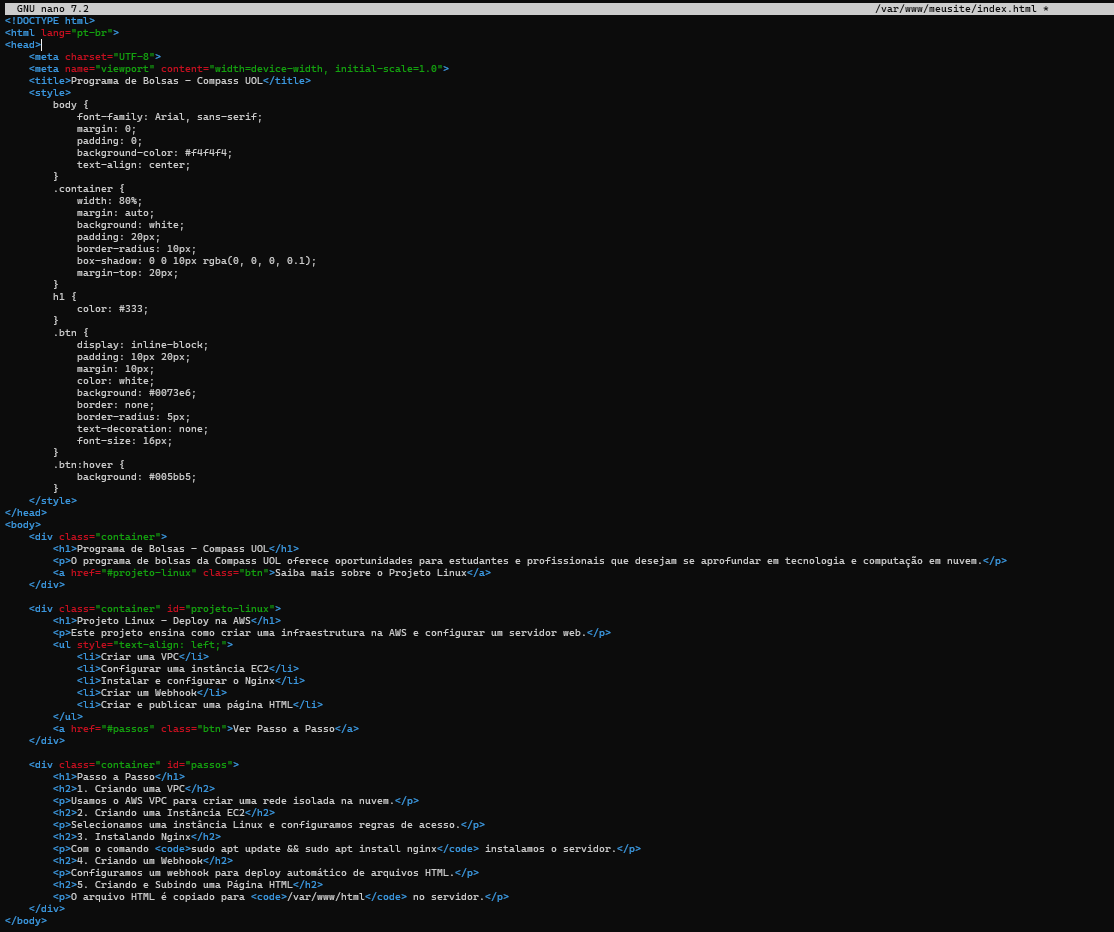 GNU nano 7.2 /var/www/meusite/index.html *
<!DOCTYPE html>
<html lang="pt-br">
<head>
    <meta charset="UTF-8">
    <meta name="viewport" content="width=device-width, initial-scale=1.0">
    <title>Programa de Bolsas - Compass UOL</title>
    <style>
        body {
            font-family: Arial, sans-serif;
            margin: 0;
            padding: 0;
            background-color: #f4f4f4;
            text-align: center;
        }
        .container {
            width: 80%;
            margin: auto;
            background: white;
            padding: 20px;
            border-radius: 10px;
            box-shadow: 0 0 10px rgba(0, 0, 0, 0.1);
            margin-top: 20px;
        }
        h1 {
            color: #333;
        }
        .btn {
            display: inline-block;
            padding: 10px 20px;
            margin: 10px;
            color: white;
            background: #0073e6;
            border: none;
            border-radius: 5px;
            text-decoration: none;
            font-size: 16px;
        }
        .btn:hover {
            background: #005bb5;
        }
    </style>
</head>
<body>
    <div class="container">
        <h1>Programa de Bolsas - Compass UOL</h1>
        <p>O programa de bolsas da Compass UOL oferece oportunidades para estudantes e profissionais que desejam se aprofundar em tecnologia e computação em nuvem.</p>
        <a href="#projeto-linux" class="btn">Saiba mais sobre o Projeto Linux</a>
    </div>

    <div class="container" id="projeto-linux">
        <h1>Projeto Linux - Deploy na AWS</h1>
        <p>Este projeto ensina como criar uma infraestrutura na AWS e configurar um servidor web.</p>
        <ul style="text-align: left;">
            <li>Criar uma VPC</li>
            <li>Configurar uma instância EC2</li>
            <li>Instalar e configurar o Nginx</li>
            <li>Criar um Webhook</li>
            <li>Criar e publicar uma página HTML</li>
        </ul>
        <a href="#passos" class="btn">Ver Passo a Passo</a>
    </div>

    <div class="container" id="passos">
        <h1>Passo a Passo</h1>
        <h2>1. Criando uma VPC</h2>
        <p>Usamos o AWS VPC para criar uma rede isolada na nuvem.</p>
        <h2>2. Criando uma Instância EC2</h2>
        <p>Selecionamos uma instância Linux e configuramos regras de acesso.</p>
        <h2>3. Instalando Nginx</h2>
        <p>Com o comando <code>sudo apt update && sudo apt install nginx</code> instalamos o servidor.</p>
        <h2>4. Criando um Webhook</h2>
        <p>Configuramos um webhook para deploy automático de arquivos HTML.</p>
        <h2>5. Criando e Subindo uma Página HTML</h2>
        <p>O arquivo HTML é copiado para <code>/var/www/html</code> no servidor.</p>
    </div>
</body>